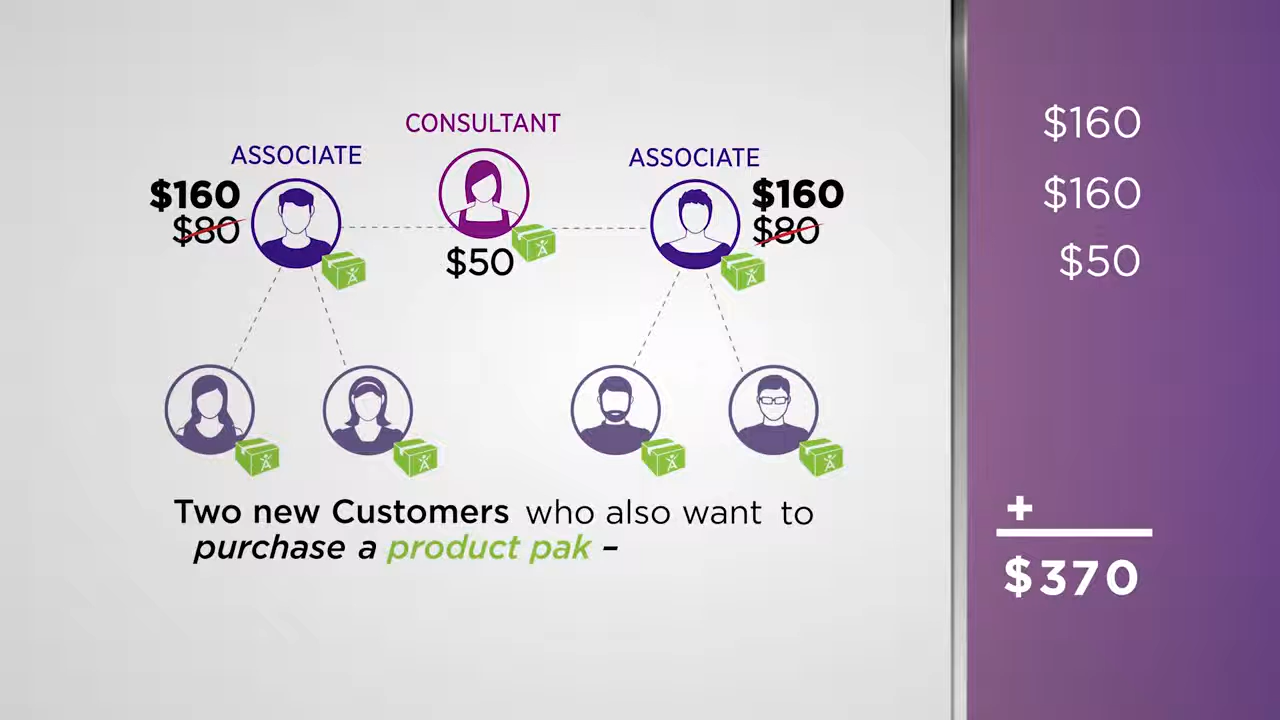 CONSULTANT
ASSOCIATE
ASSOCIATE
$160
$80
$50
$160
$80
Two new Customers who also want to
purchase a product pak –
$160
$160
$50
+
$370